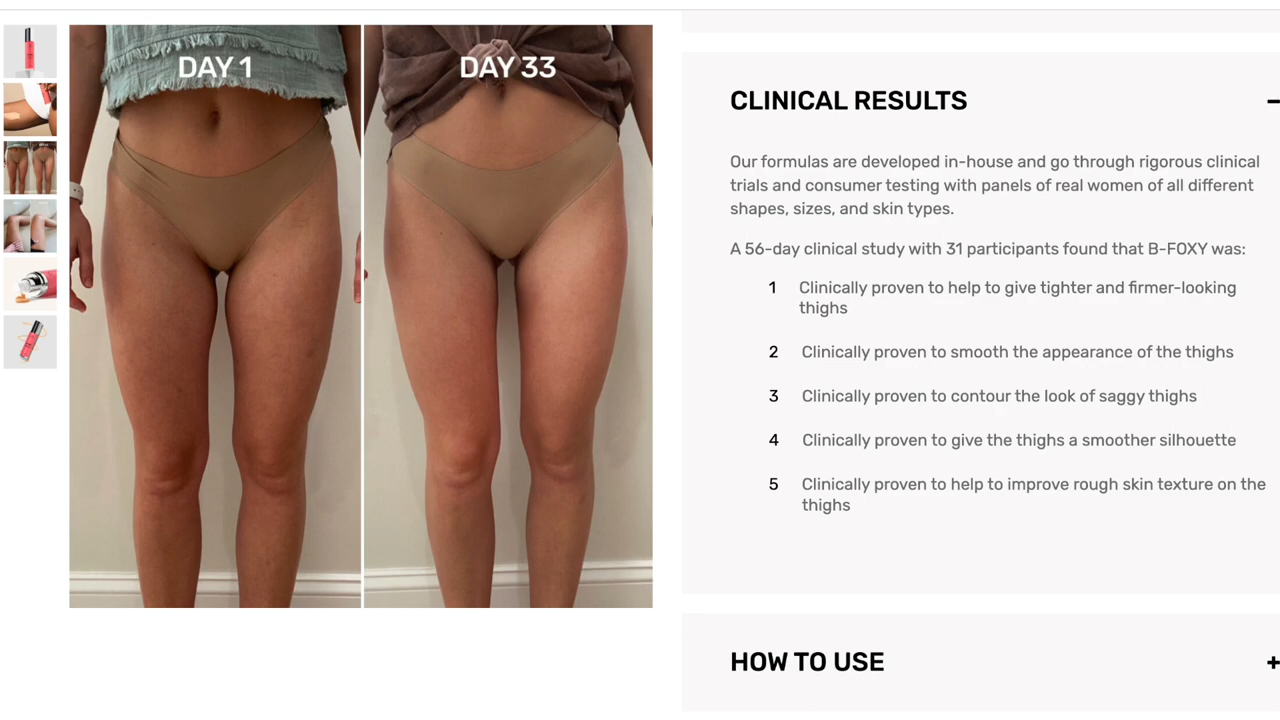 DAY 1
DAY 33
CLINICAL RESULTS
Our formulas are developed in-house and go through rigorous clinical
trials and consumer testing with panels of real women of all different
shapes, sizes, and skin types.
A 56-day clinical study with 31 participants found that B-FOXY was:
1 Clinically proven to help to give tighter and firmer-looking
thighs
2 Clinically proven to smooth the appearance of the thighs
3 Clinically proven to contour the look of saggy thighs
4 Clinically proven to give the thighs a smoother silhouette
5 Clinically proven to help to improve rough skin texture on the
thighs
HOW TO USE